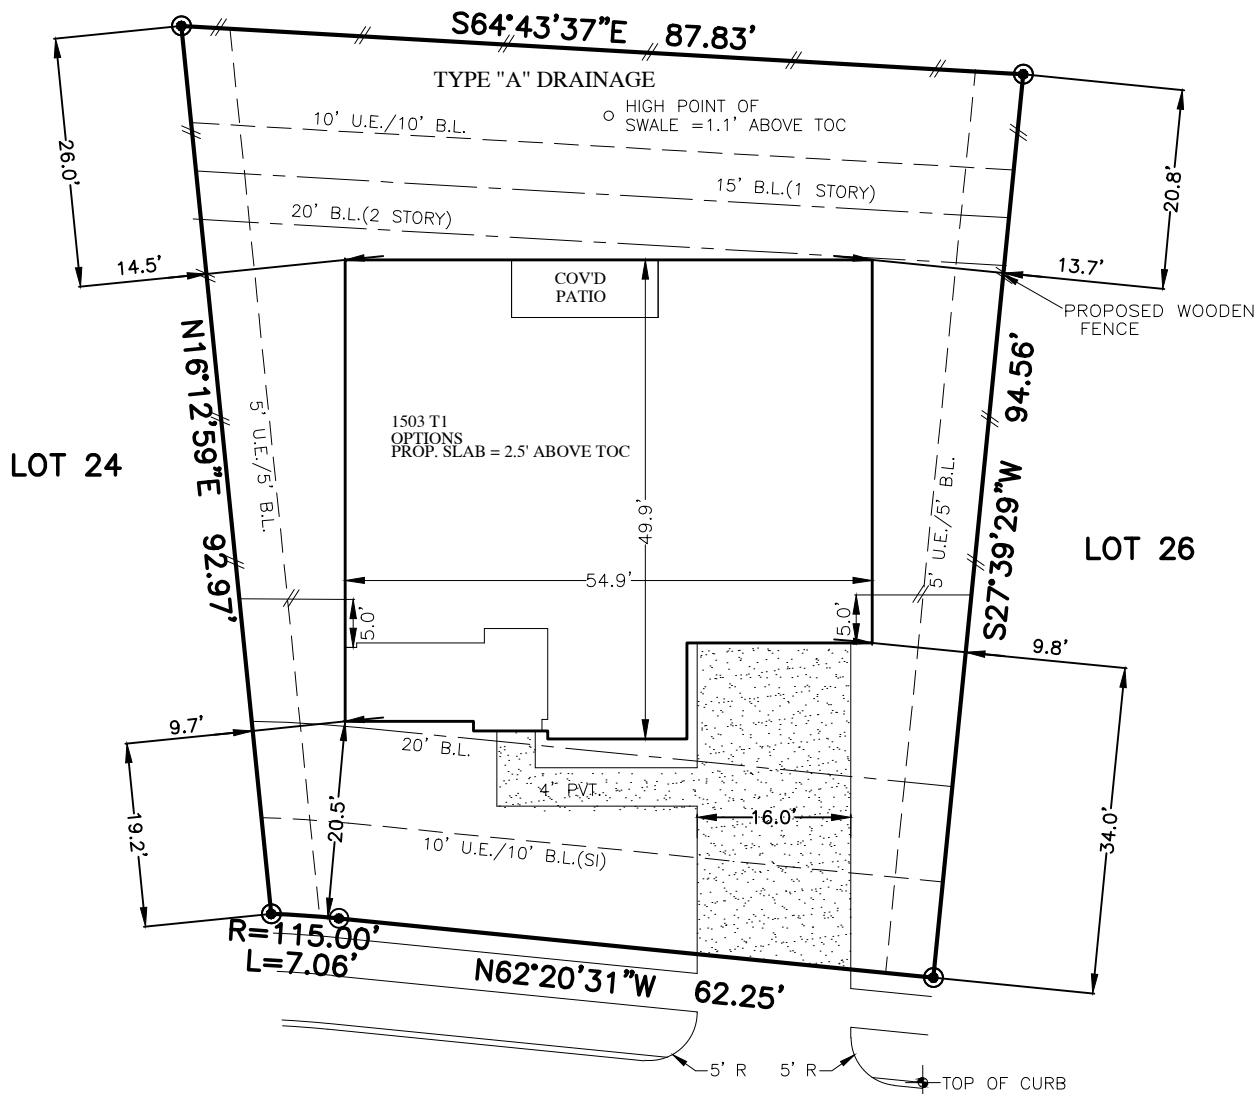 S64°43'37"E 87.83'
TYPE "A" DRAINAGE
HIGH POINT OF
SWALE =1.1' ABOVE TOC
10' U.E./10' B.L.
26.0'
20.8'
15' B.L.(1 STORY)
20' B.L.(2 STORY)
14.5'
13.7'
COV'D
PATIO
PROPOSED WOODEN
FENCE
N16°12'59"E 92.97'
S27°39'29"W 94.56'
5' U.E./5' B.L.
1503 T1
OPTIONS
PROP. SLAB = 2.5' ABOVE TOC
LOT 24
49.9'
5' U.E./5' B.L.
LOT 26
54.9'
5.0'
5.0'
9.8'
9.7'
20' B.L.
4' PVT.
16.0'
19.2'
20.5'
34.0'
10' U.E./10' B.L.(SI)
R=115.00'
L=7.06'
N62°20'31"W 62.25'
5' R
5' R
TOP OF CURB